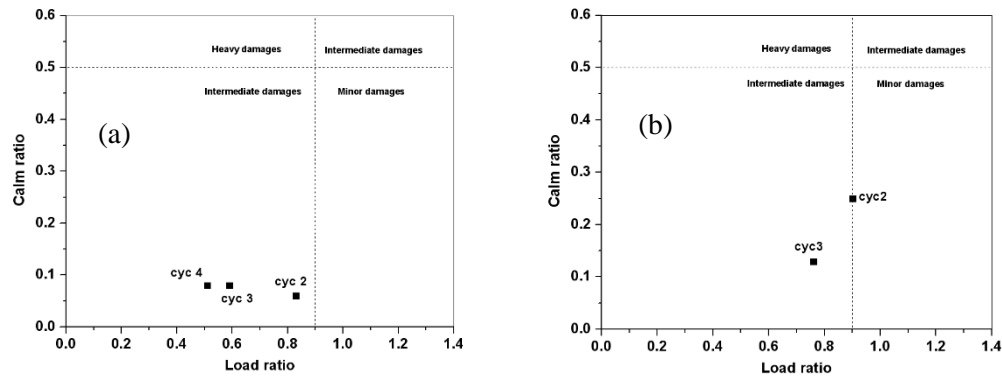 0.6
Heavy damages Intermediate damages
0.5
Intermediate damages Minor damages
0.4
(a)
Calm ratio
0.3
0.2
0.1
cyc 4
cyc 3
cyc 2
0.0
0.0 0.2 0.4 0.6 0.8 1.0 1.2 1.4
Load ratio
0.6
Heavy damages Intermediate damages
0.5
Intermediate damages Minor damages
0.4
(b)
Calm ratio
0.3
cyc2
0.2
cyc3
0.1
0.0
0.0 0.2 0.4 0.6 0.8 1.0 1.2 1.4
Load ratio